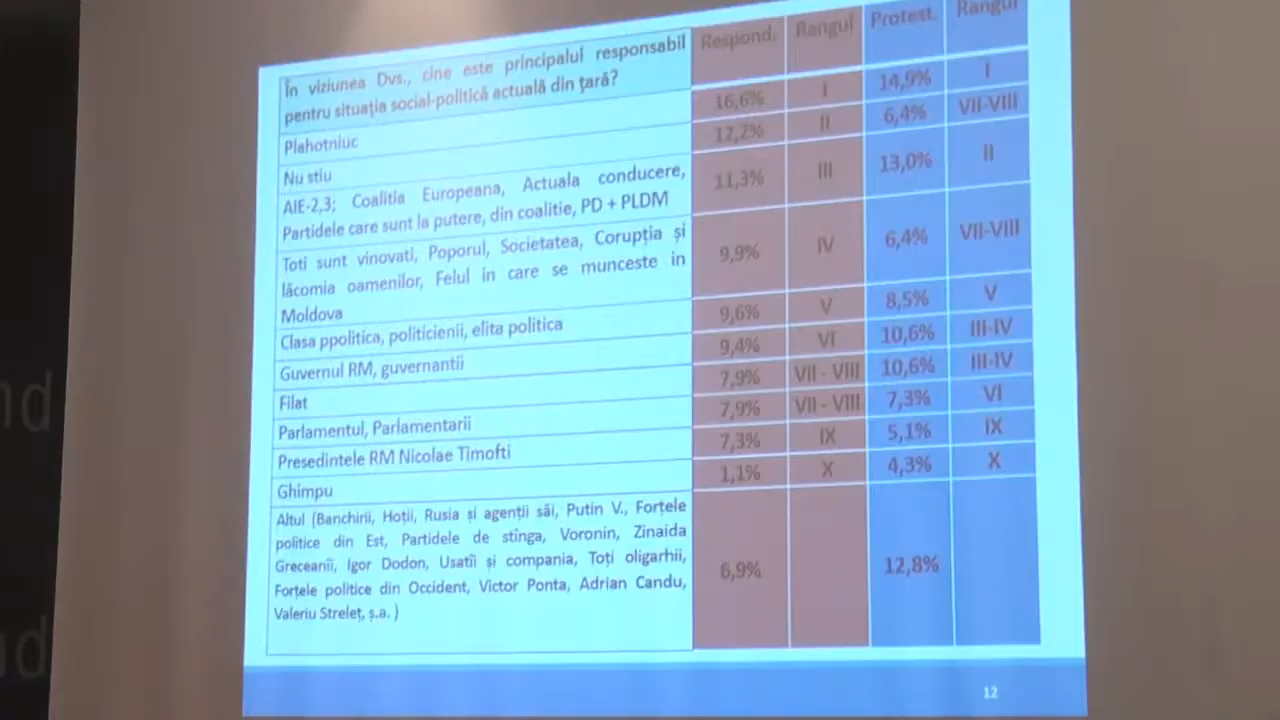 În viziunea Dvs., cine este principalul responsabil Respond. Rangul Protest. Rangul
pentru situația social-politică actuală din țară?
Plahotniuc 16,6% I 14,9% I
Nu stiu 12,2% II 6,4% VII-VIII
AIE-2,3; Coalitia Europeana, Actuala conducere, 11,3% III 13,0% II
Partidele care sunt la putere, din coalitie, PD + PLDM
Toti sunt vinovati, Poporul, Societatea, Corupția și 9,9% IV 6,4% VII-VIII
lăcomia oamenilor, Felul in care se munceste in
Moldova
Clasa ppolitica, politicienii, elita politica 9,6% V 8,5% V
Guvernul RM, guvernantii 9,4% VI 10,6% III-IV
Filat 7,9% VII - VIII 10,6% III-IV
Parlamentul, Parlamentarii 7,9% VII - VIII 7,3% VI
Presedintele RM Nicolae Timofti 7,3% IX 5,1% IX
Ghimpu 1,1% X 4,3% X
Altul (Banchirii, Hoții, Rusia și agenții săi, Putin V., Forțele 6,9% 12,8%
politice din Est, Partidele de stînga, Voronin, Zinaida
Greceanîi, Igor Dodon, Usatîi și compania, Toți oligarhii,
Forțele politice din Occident, Victor Ponta, Adrian Candu,
Valeriu Streleț, ș.a. )
12
nd
nd